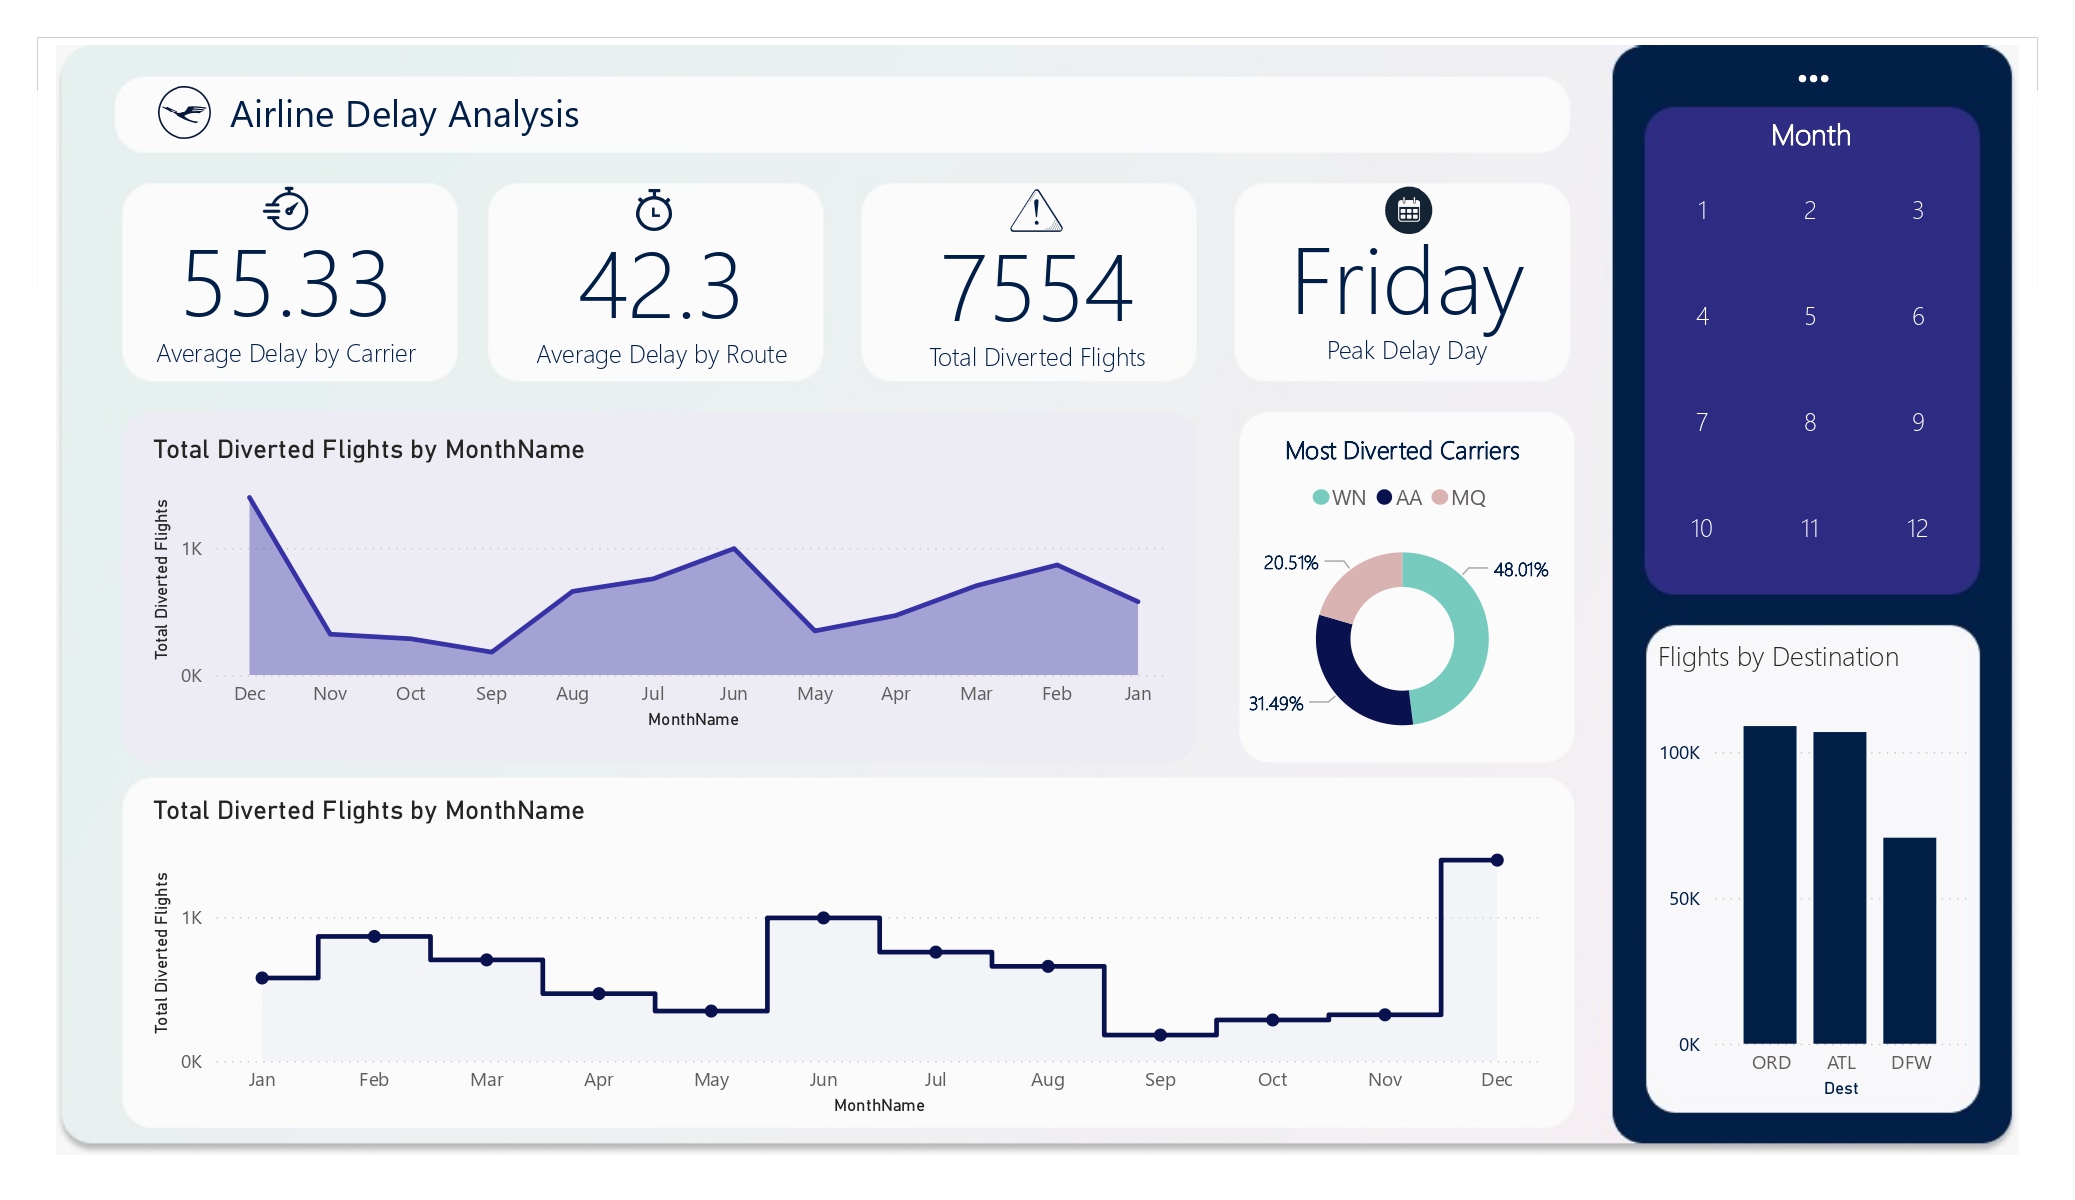 Airline Delay Analysis
55.33
Average Delay by Carrier
42.3
Average Delay by Route
7554
Total Diverted Flights
Friday
Peak Delay Day
Total Diverted Flights by MonthName
Total Diverted Flights
1K
0K
Dec Nov Oct Sep Aug Jul Jun May Apr Mar Feb Jan
MonthName
Most Diverted Carriers
WN AA MQ
20.51%
48.01%
31.49%
Total Diverted Flights by MonthName
Total Diverted Flights
1K
0K
Jan Feb Mar Apr May Jun Jul Aug Sep Oct Nov Dec
MonthName
Month
1 2 3
4 5 6
7 8 9
10 11 12
Flights by Destination
100K
50K
0K
ORD ATL DFW
Dest